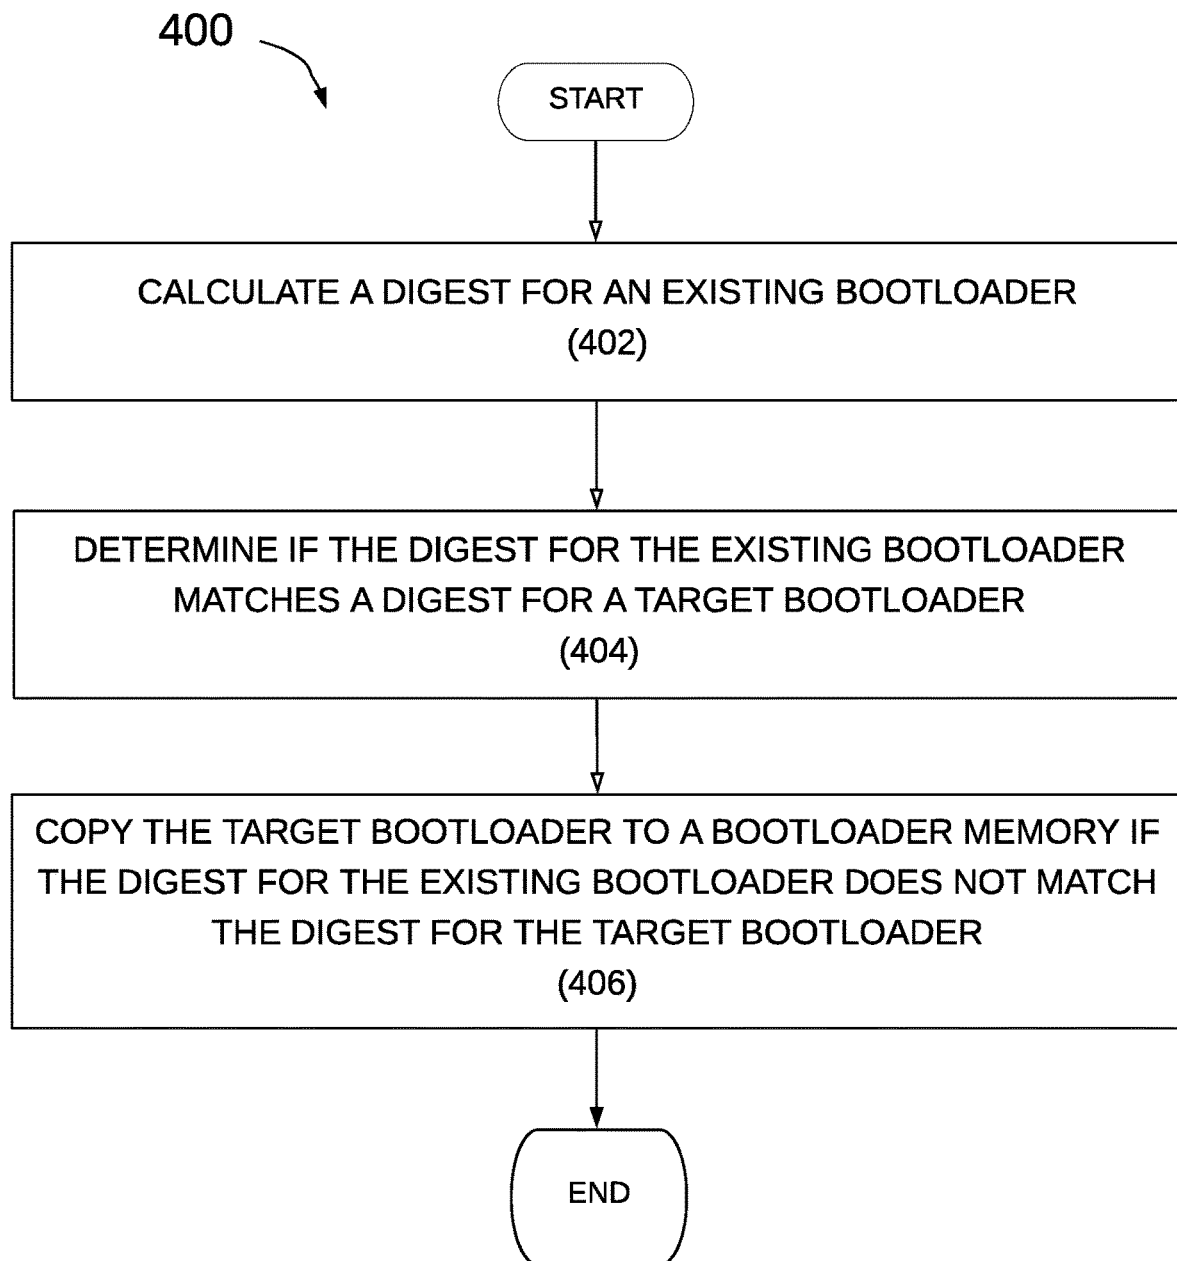 400
START
CALCULATE A DIGEST FOR AN EXISTING BOOTLOADER
(402)
DETERMINE IF THE DIGEST FOR THE EXISTING BOOTLOADER
MATCHES A DIGEST FOR A TARGET BOOTLOADER
(404)
COPY THE TARGET BOOTLOADER TO A BOOTLOADER MEMORY IF
THE DIGEST FOR THE EXISTING BOOTLOADER DOES NOT MATCH
THE DIGEST FOR THE TARGET BOOTLOADER
(406)
END